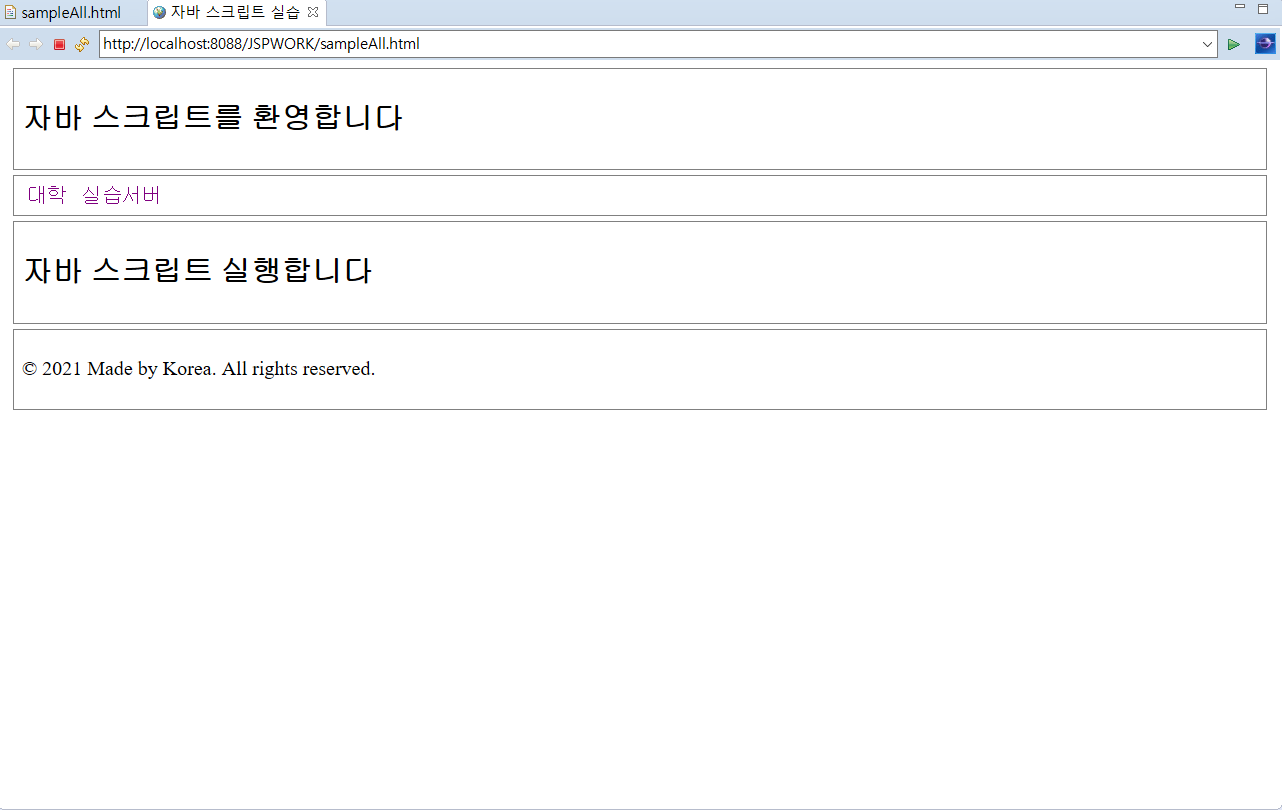 sampleAll.html 자바 스크립트 실습
http://localhost:8088/JSPWORK/sampleAll.html
자바 스크립트를 환영합니다
대학 실습서버
자바 스크립트 실행합니다
© 2021 Made by Korea. All rights reserved.